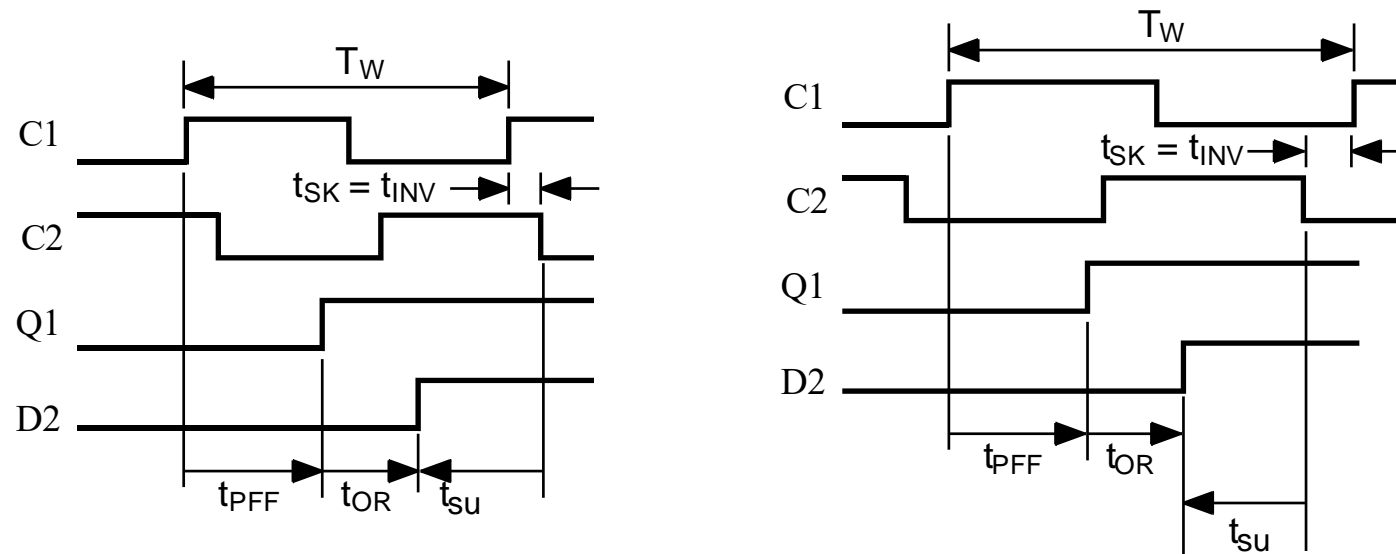 TW
C1
tSK = tINV
C2
Q1
D2
tPFF tOR tsu
TW
C1
tSK = tINV
C2
Q1
D2
tPFF tOR
tsu